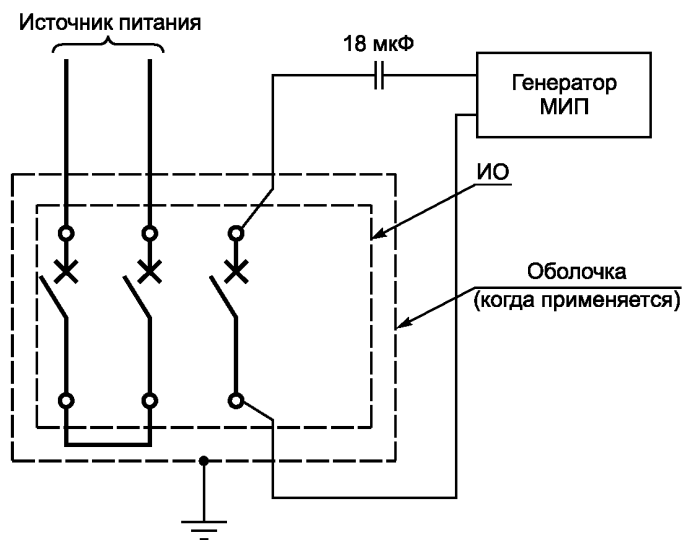 Источник питания
18 мкФ
Генератор
МИП
ИО
Оболочка
(когда применяется)